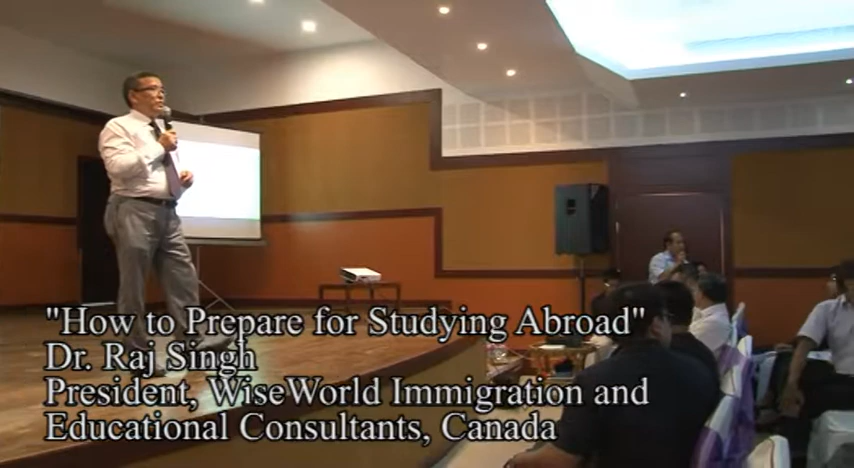 "How to Prepare for Studying Abroad"
Dr. Raj Singh
President, WiseWorld Immigration and
Educational Consultants, Canada